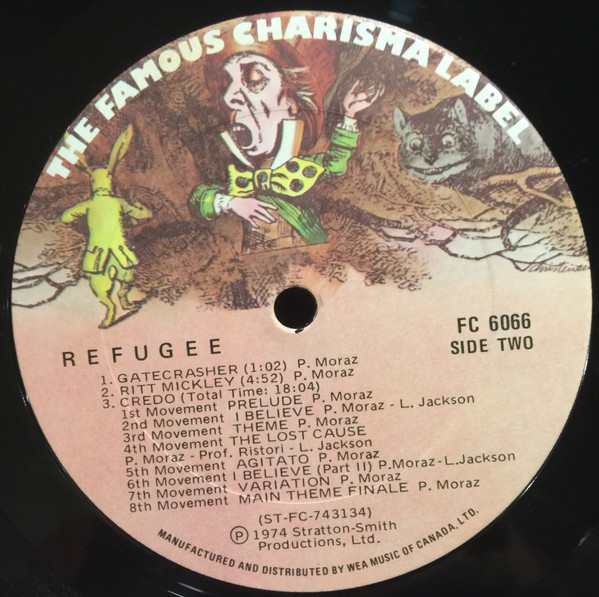 THE FAMOUS CHARISMA LABEL
REFUGEE
FC 6066
SIDE TWO
1. GATECRASHER (1:02) P. Moraz
2. RITT MICKLEY (4:52) P. Moraz
3. CREDO (Total Time: 18:04)
1st Movement PRELUDE P. Moraz
2nd Movement I BELIEVE P. Moraz - L. Jackson
3rd Movement THEME P. Moraz
4th Movement THE LOST CAUSE
P. Moraz - Prof. Ristori - L. Jackson
5th Movement AGITATO P. Moraz
6th Movement I BELIEVE (Part II) P.Moraz-L.Jackson
7th Movement VARIATION P. Moraz
8th Movement MAIN THEME FINALE P. Moraz
(ST-FC-743134)
Ⓟ 1974 Stratton-Smith
Productions, Ltd.
MANUFACTURED AND DISTRIBUTED BY WEA MUSIC OF CANADA, LTD.